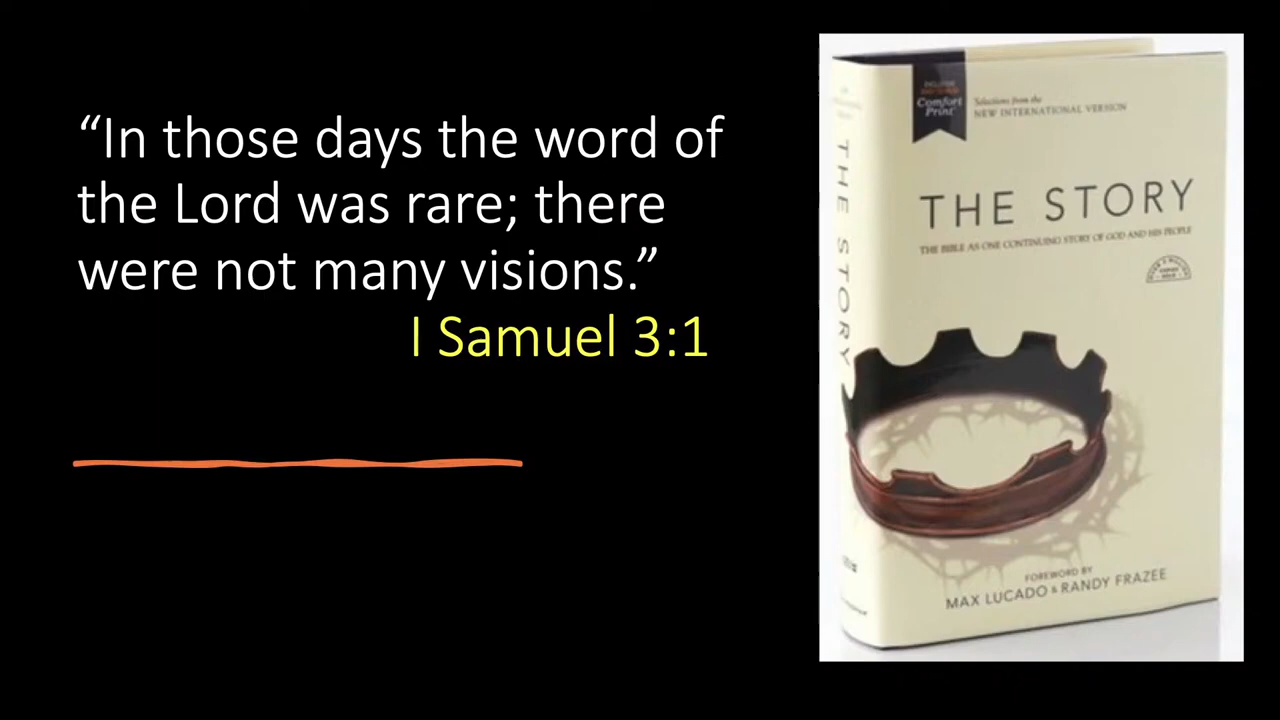 “In those days the word of
the Lord was rare; there
were not many visions.”
I Samuel 3:1
Comfort
Print
Selections from the
NEW INTERNATIONAL VERSION
THE STORY
THE BIBLE AS ONE CONTINUING STORY OF GOD AND HIS PEOPLE
THE STORY
FOREWORD BY
MAX LUCADO & RANDY FRAZEE